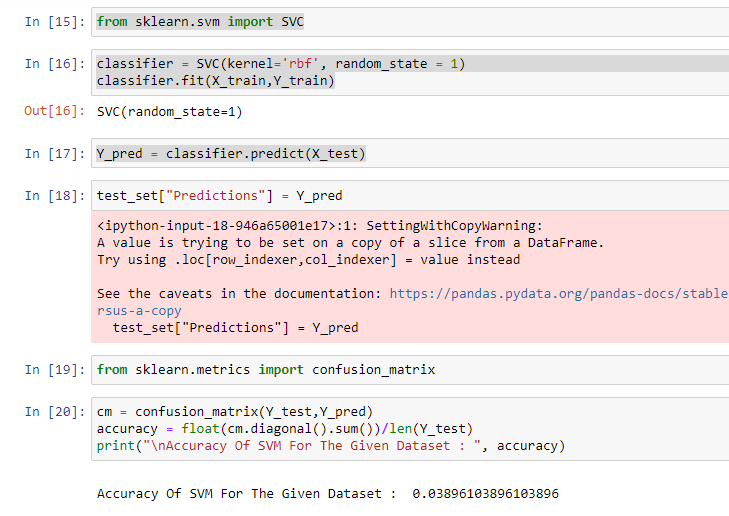 In [15]: from sklearn.svm import SVC
In [16]: classifier = SVC(kernel='rbf', random_state = 1)
classifier.fit(X_train,Y_train)
Out[16]: SVC(random_state=1)
In [17]: Y_pred = classifier.predict(X_test)
In [18]: test_set["Predictions"] = Y_pred
<ipython-input-18-946a65001e17>:1: SettingWithCopyWarning:
A value is trying to be set on a copy of a slice from a DataFrame.
Try using .loc[row_indexer,col_indexer] = value instead
See the caveats in the documentation: https://pandas.pydata.org/pandas-docs/stable
rsus-a-copy
test_set["Predictions"] = Y_pred
In [19]: from sklearn.metrics import confusion_matrix
In [20]: cm = confusion_matrix(Y_test,Y_pred)
accuracy = float(cm.diagonal().sum())/len(Y_test)
print("\nAccuracy Of SVM For The Given Dataset : ", accuracy)
Accuracy Of SVM For The Given Dataset :  0.03896103896103896